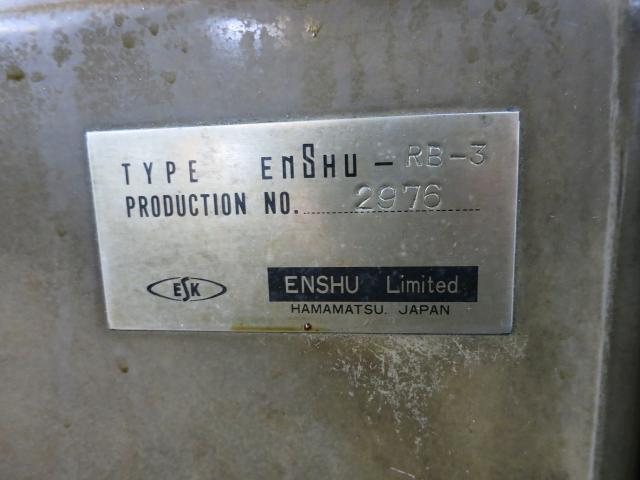 TYPE ENSHU-RB-3
PRODUCTION NO. 2976
ESK
ENSHU Limited
HAMAMATSU. JAPAN